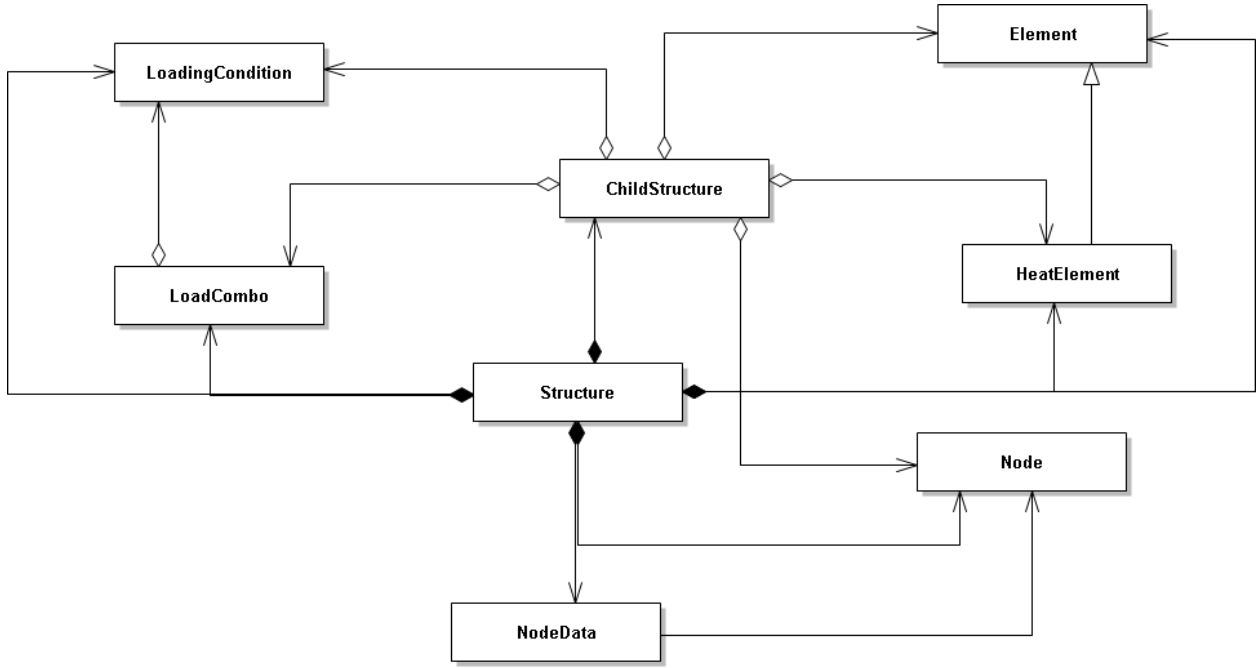 Element
LoadingCondition
ChildStructure
HeatElement
LoadCombo
Structure
Node
NodeData